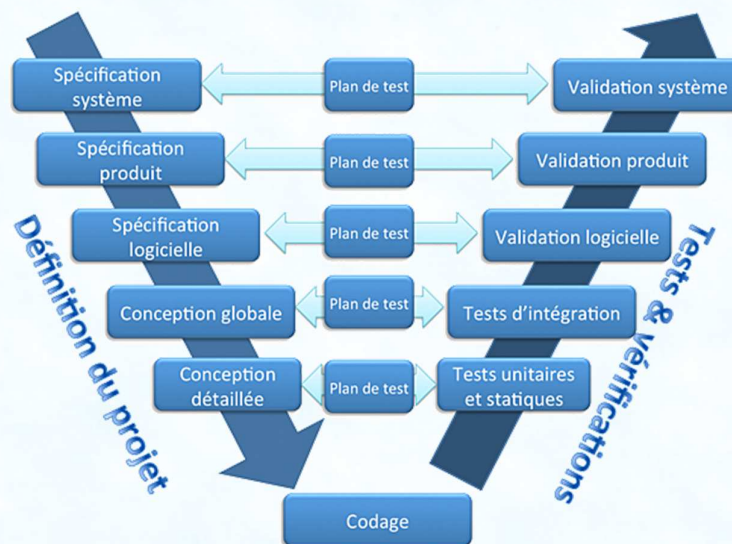 Spécification
système
Plan de test
Validation système
Spécification
produit
Plan de test
Validation produit
Spécification
logicielle
Plan de test
Validation logicielle
Conception globale
Plan de test
Tests d'intégration
Conception
détaillée
Plan de test
Tests unitaires
et statiques
Codage
Définition du projet
Tests & vérifications